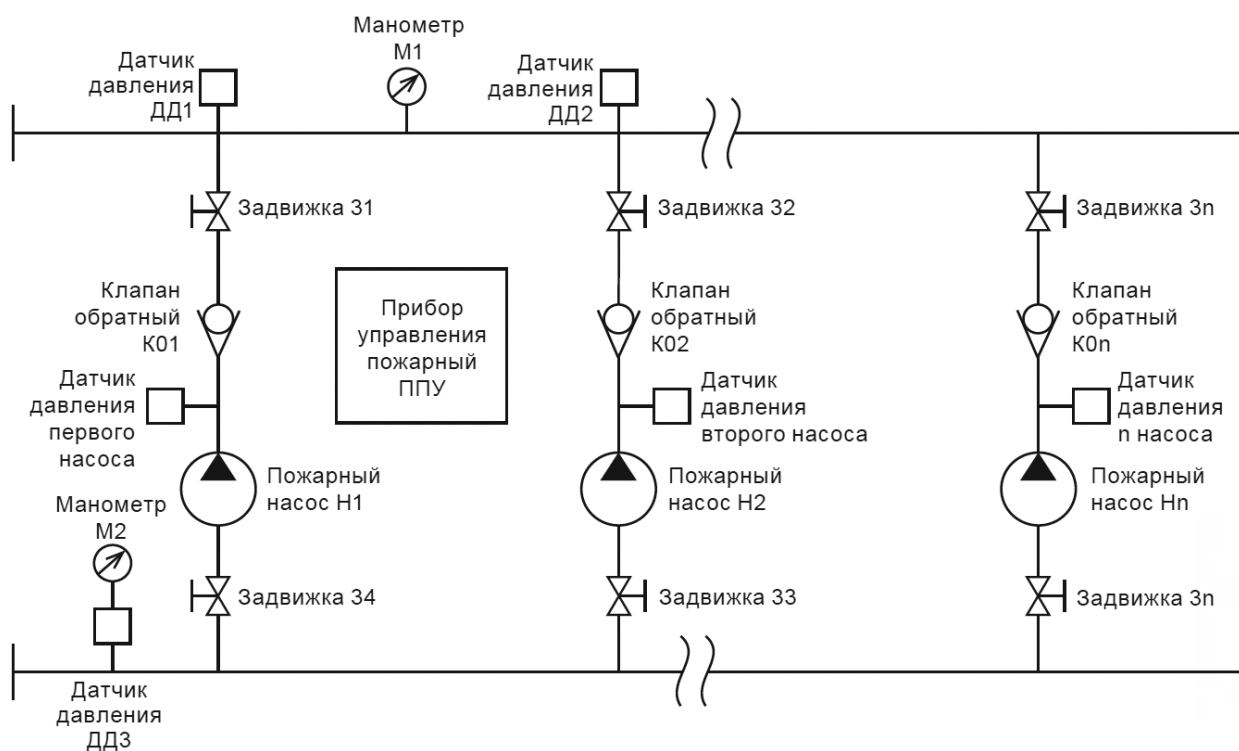 Манометр
М1
Датчик
давления
ДД1
Датчик
давления
ДД2
Задвижка 31
Задвижка 32
Задвижка 3n
Клапан
обратный
К01
Прибор
управления
пожарный
ППУ
Клапан
обратный
К02
Клапан
обратный
К0n
Датчик
давления
первого
насоса
Датчик
давления
второго насоса
Датчик
давления
n насоса
Пожарный
насос Н1
Пожарный
насос Н2
Пожарный
насос Нn
Манометр
М2
Задвижка 34
Задвижка 33
Задвижка 3n
Датчик
давления
ДД3